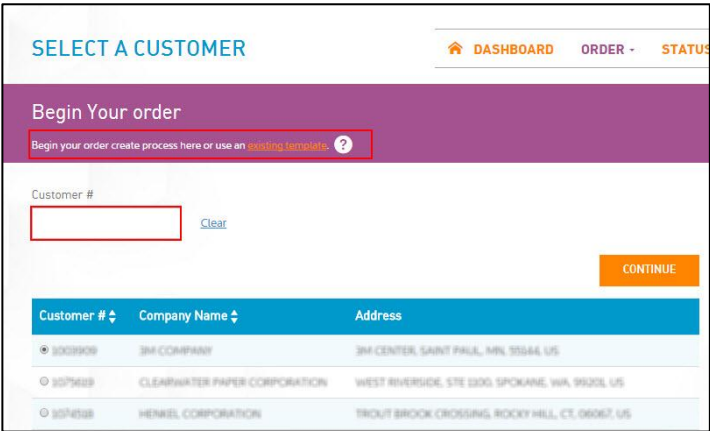 SELECT A CUSTOMER
DASHBOARD ORDER - STATUS
Begin Your order
Begin your order create process here or use an existing template. ?
Customer #
Clear
CONTINUE
Customer # Company Name Address
3M COMPANY 3M CENTER, SAINT PAUL, MN, 55144, US
CLEARWATER PAPER CORPORATION WEST RIVERSIDE, STE 1100, SPOKANE, WA, 99201, US
HENKEL CORPORATION TROUT BROOK CROSSING, ROCKY HILL, CT, 06067, US